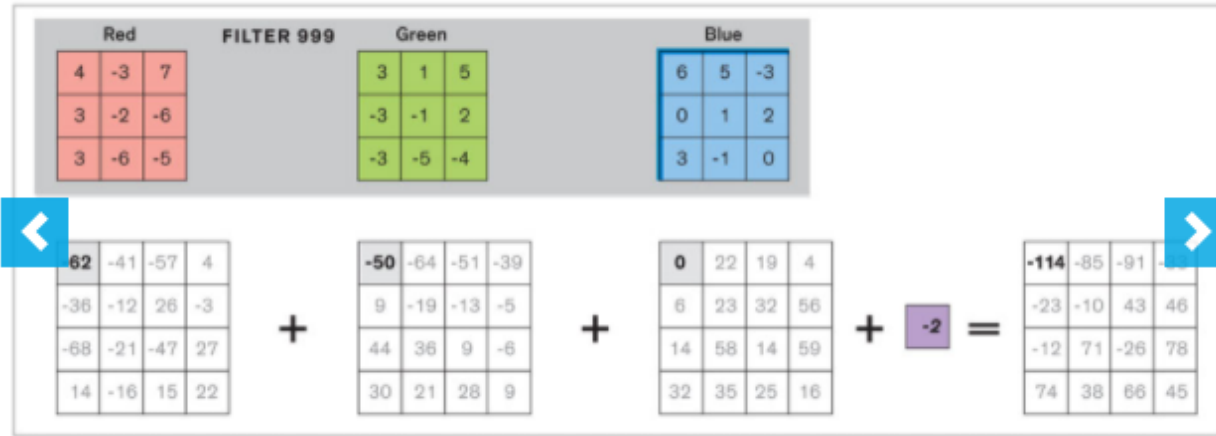 Red FILTER 999 Green Blue
4 -3 7 3 1 5 6 5 -3
3 -2 -6 -3 -1 2 0 1 2
3 -6 -5 -3 -5 -4 3 -1 0
-62 -41 -57 4 -50 -64 -51 -39 0 22 19 4 -114 -85 -91
-36 -12 26 -3 9 -19 -13 -5 6 23 32 56 -23 -10 43 46
+ + + -2 =
-68 -21 -47 27 44 36 9 -6 14 58 14 59 -12 71 -26 78
14 -16 15 22 30 21 28 9 32 35 25 16 74 38 66 45